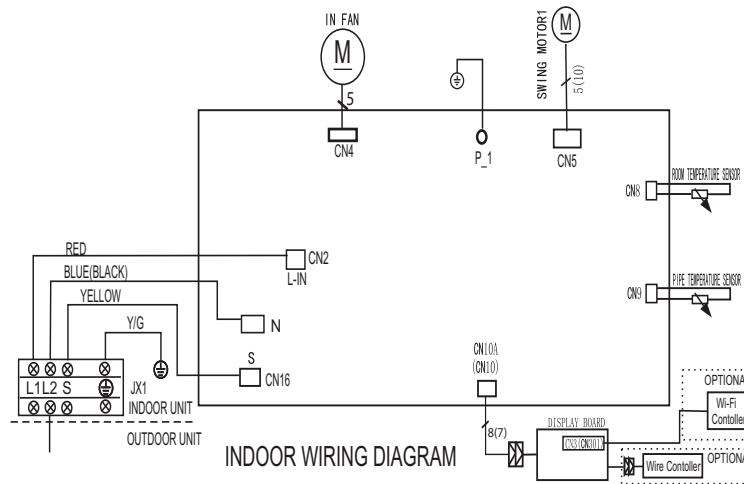 IN FAN
M
5
CN4
P_1
SWING MOTOR1
M
5(10)
CN5
ROOM TEMPERATURE SENSOR
CN8
PIPE TEMPERATURE SENSOR
CN9
RED
CN2
L-IN
BLUE(BLACK)
YELLOW
N
Y/G
S
CN16
L1 L2 S
JX1
INDOOR UNIT
OUTDOOR UNIT
INDOOR WIRING DIAGRAM
CN10A
(CN10)
8(7)
DISPLAY BOARD
CN3(CN301)
OPTIONA
Wi-Fi
Contoller
Wire Contoller
OPTIONA